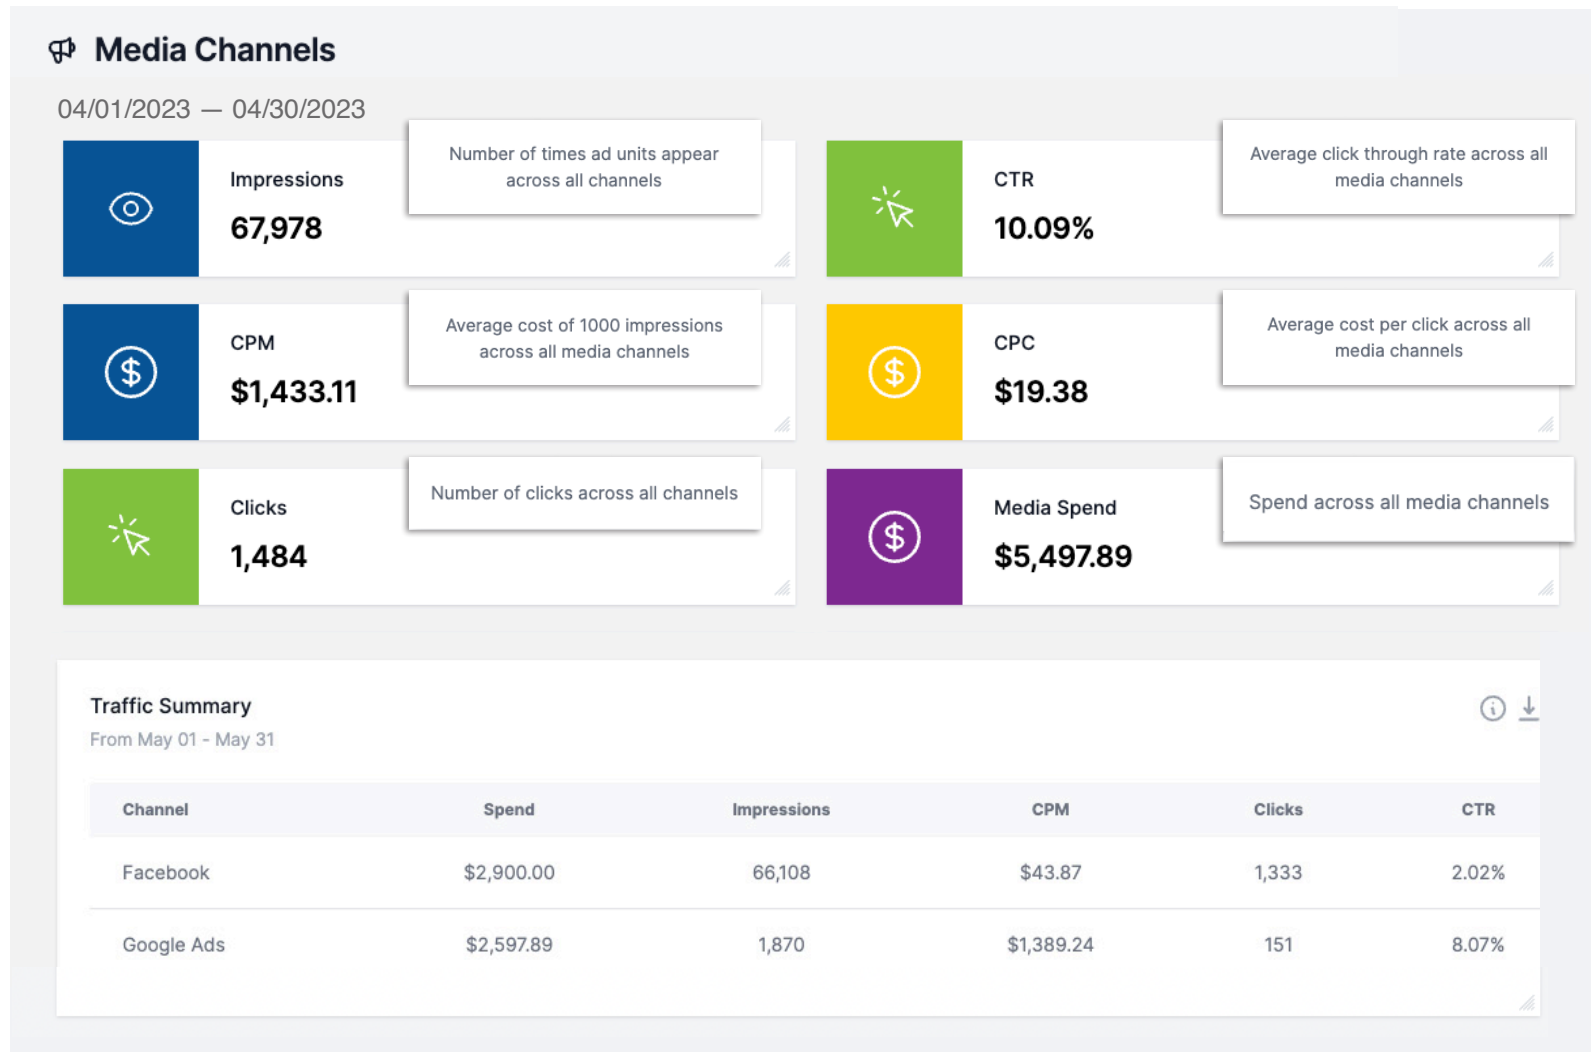 Media Channels
04/01/2023 — 04/30/2023
Impressions
67,978
Number of times ad units appear
across all channels
CTR
10.09%
Average click through rate across all
media channels
CPM
$1,433.11
Average cost of 1000 impressions
across all media channels
CPC
$19.38
Average cost per click across all
media channels
Clicks
1,484
Number of clicks across all channels
Media Spend
$5,497.89
Spend across all media channels
Traffic Summary
From May 01 - May 31
Channel Spend Impressions CPM Clicks CTR
Facebook $2,900.00 66,108 $43.87 1,333 2.02%
Google Ads $2,597.89 1,870 $1,389.24 151 8.07%